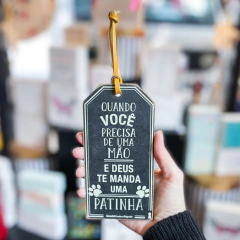 QUANDO
VOCÊ
PRECISA
DE UMA
MÃO
E DEUS
TE MANDA
UMA
PATINHA